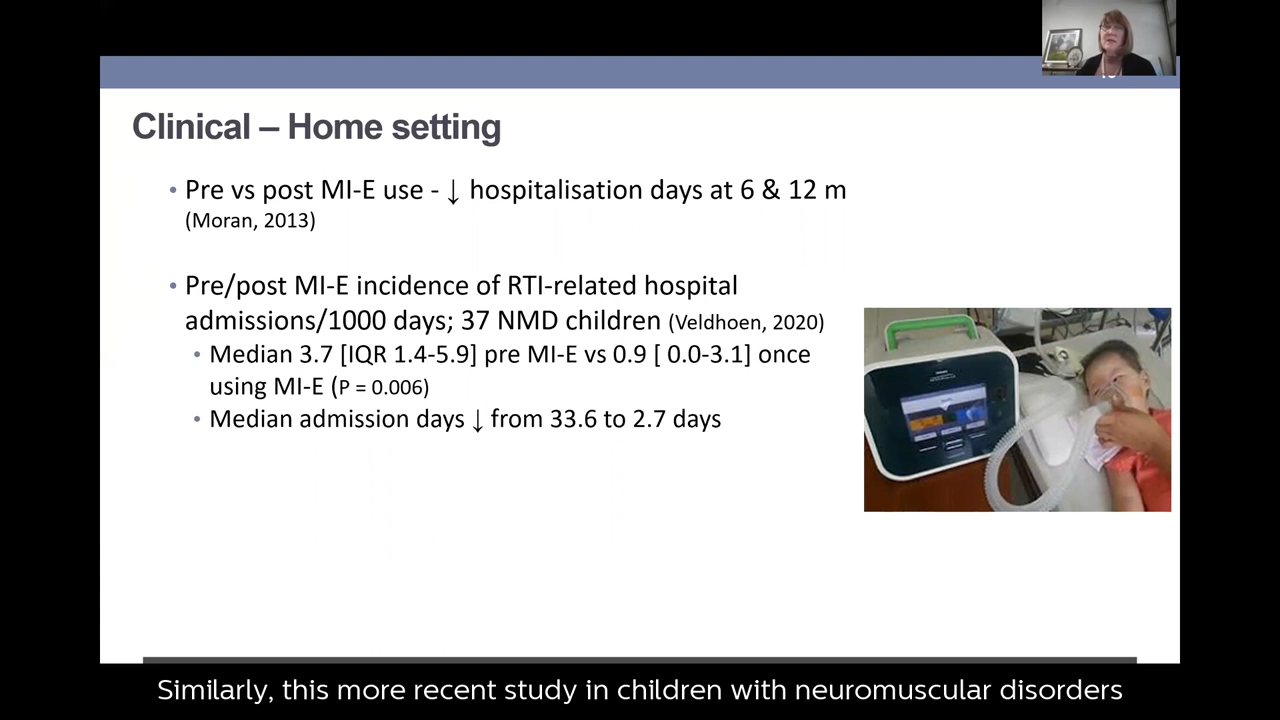 Clinical – Home setting
• Pre vs post MI-E use - ↓ hospitalisation days at 6 & 12 m
(Moran, 2013)
• Pre/post MI-E incidence of RTI-related hospital
admissions/1000 days; 37 NMD children (Veldhoen, 2020)
• Median 3.7 [IQR 1.4-5.9] pre MI-E vs 0.9 [ 0.0-3.1] once
using MI-E (P = 0.006)
• Median admission days ↓ from 33.6 to 2.7 days
Similarly, this more recent study in children with neuromuscular disorders